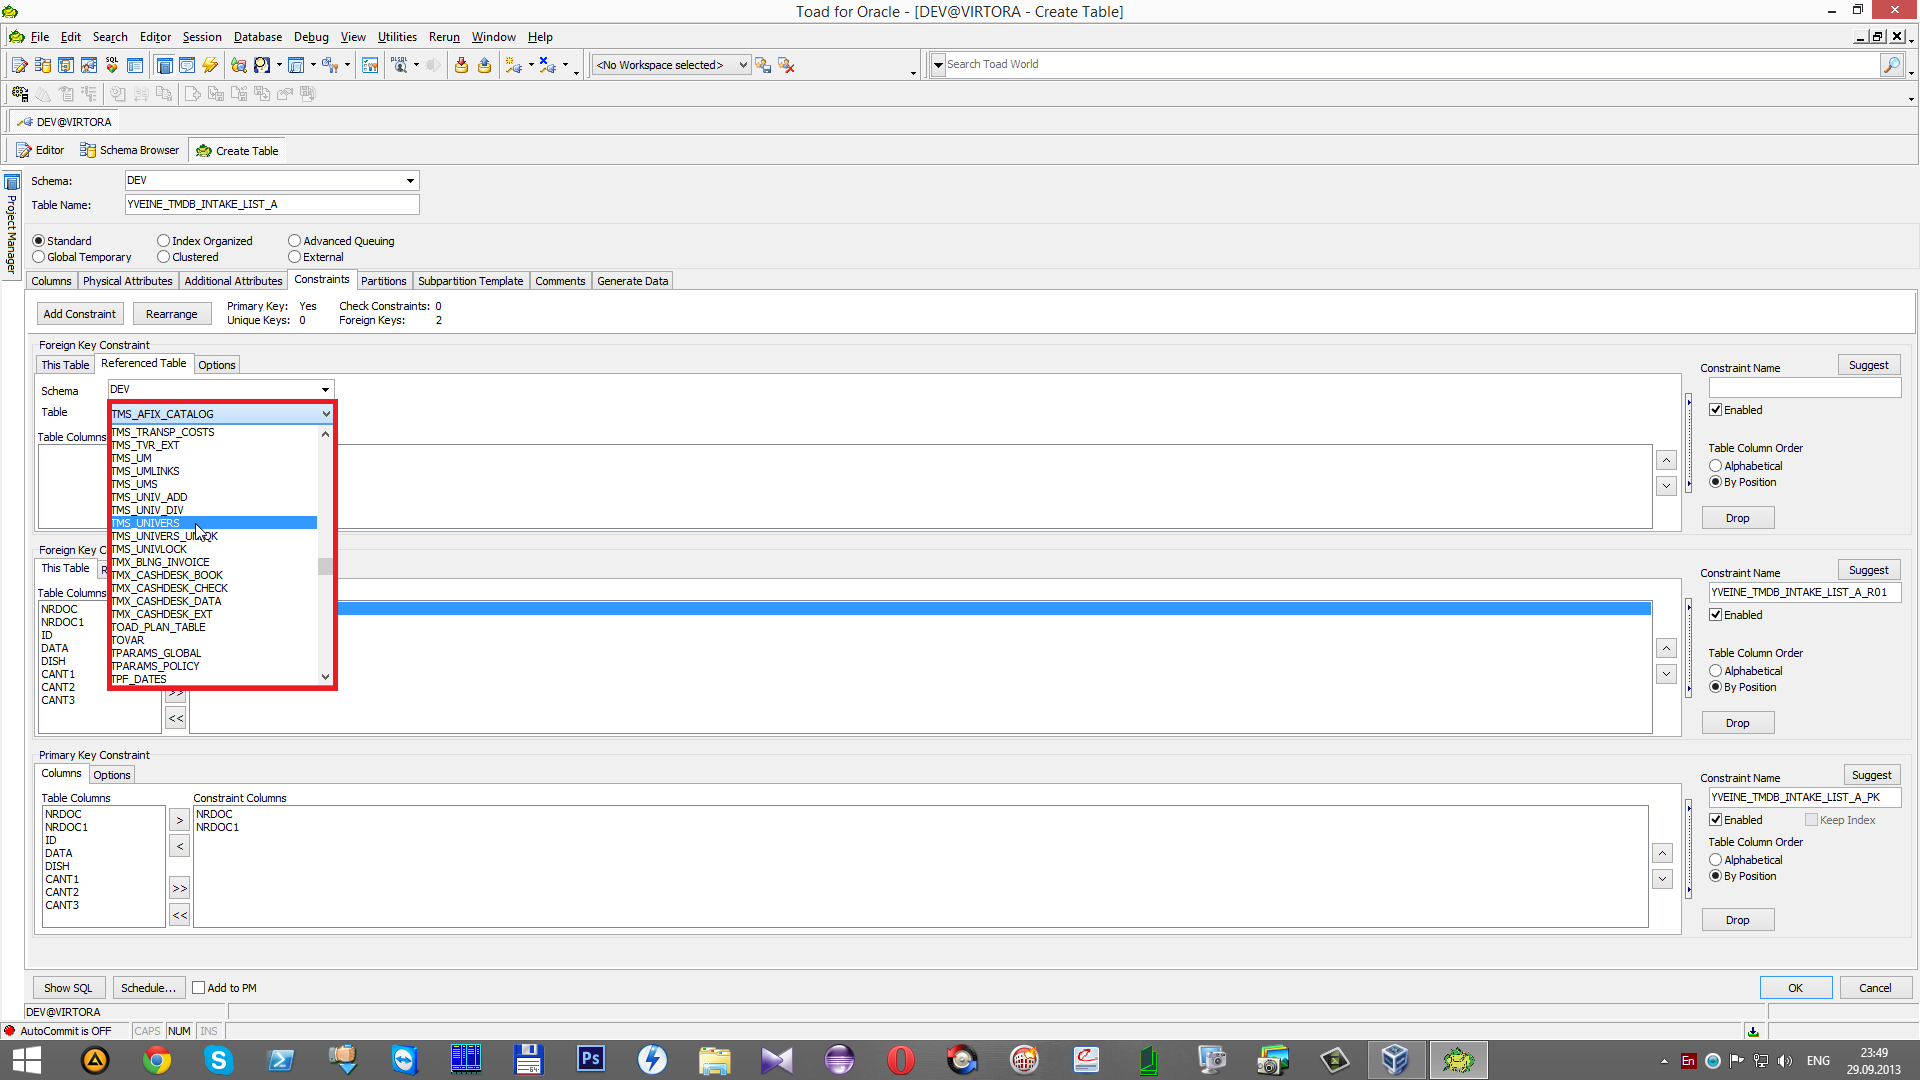 Toad for Oracle - [DEV@VIRTORA - Create Table]
File Edit Search Editor Session Database Debug View Utilities Rerun Window Help
<No Workspace selected> Search Toad World
DEV@VIRTORA
Editor Schema Browser Create Table
Project Manager
Schema: DEV
Table Name: YVEINE_TMDB_INTAKE_LIST_A
Standard Index Organized Advanced Queuing
Global Temporary Clustered External
Columns Physical Attributes Additional Attributes Constraints Partitions Subpartition Template Comments Generate Data
Add Constraint Rearrange
Primary Key: Yes Check Constraints: 0
Unique Keys: 0 Foreign Keys: 2
Foreign Key Constraint
This Table Referenced Table Options
Schema DEV
Table TMS_AFIX_CATALOG
Table Columns
TMS_TRANSP_COSTS
TMS_TVR_EXT
TMS_UM
TMS_UMLINKS
TMS_UMS
TMS_UNIV_ADD
TMS_UNIV_DIV
TMS_UNIVERS
TMS_UNIVLOCK
TMX_BLNG_INVOICE
TMX_CASHDESK_BOOK
TMX_CASHDESK_CHECK
TMX_CASHDESK_DATA
TMX_CASHDESK_EXT
TOAD_PLAN_TABLE
TOVAR
TPARAMS_GLOBAL
TPARAMS_POLICY
TPF_DATES
Constraint Name Suggest
Enabled
Table Column Order
Alphabetical
By Position
Drop
Foreign Key C
This Table R
Table Columns
NRDOC
NRDOC1
ID
DATA
DISH
CANT1
CANT2
CANT3
>>
<<
Constraint Name Suggest
YVEINE_TMDB_INTAKE_LIST_A_R01
Enabled
Table Column Order
Alphabetical
By Position
Drop
Primary Key Constraint
Columns Options
Table Columns
NRDOC
NRDOC1
ID
DATA
DISH
CANT1
CANT2
CANT3
>
<
>>
<<
Constraint Columns
NRDOC
NRDOC1
Constraint Name Suggest
YVEINE_TMDB_INTAKE_LIST_A_PK
Enabled Keep Index
Table Column Order
Alphabetical
By Position
Drop
Show SQL Schedule... Add to PM OK Cancel
DEV@VIRTORA
AutoCommit is OFF CAPS NUM INS
Ps
64
En ENG 23:49
29.09.2013